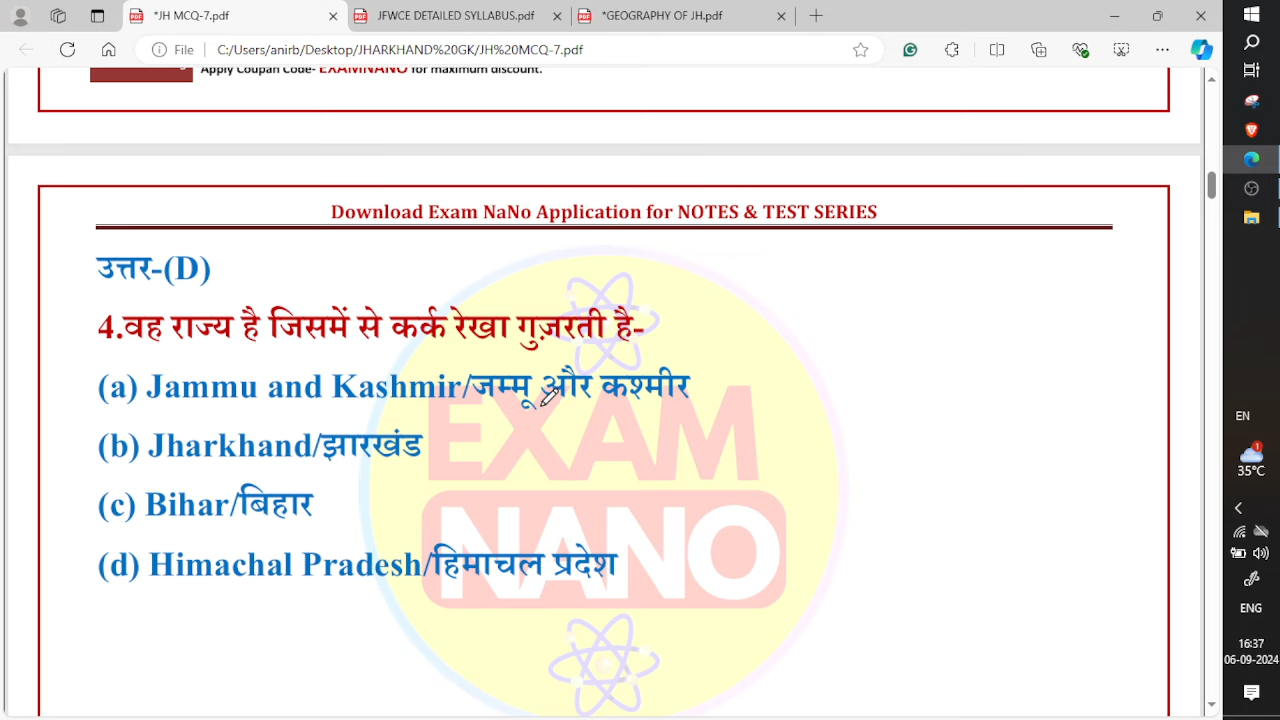 *JH MCQ-7.pdf
JFWCE DETAILED SYLLABUS.pdf
*GEOGRAPHY OF JH.pdf
File
C:/Users/anirb/Desktop/JHARKHAND%20GK/JH%20MCQ-7.pdf
Apply Coupan Code- EXAMNANO for maximum discount.
Download Exam NaNo Application for NOTES & TEST SERIES
उत्तर-(D)
4.वह राज्य है जिसमें से कर्क रेखा गुज़रती है-
(a) Jammu and Kashmir/जम्मू और कश्मीर
(b) Jharkhand/झारखंड
(c) Bihar/बिहार
(d) Himachal Pradesh/हिमाचल प्रदेश
EXAM
NANO
EN
1
35°C
ENG
16:37
06-09-2024